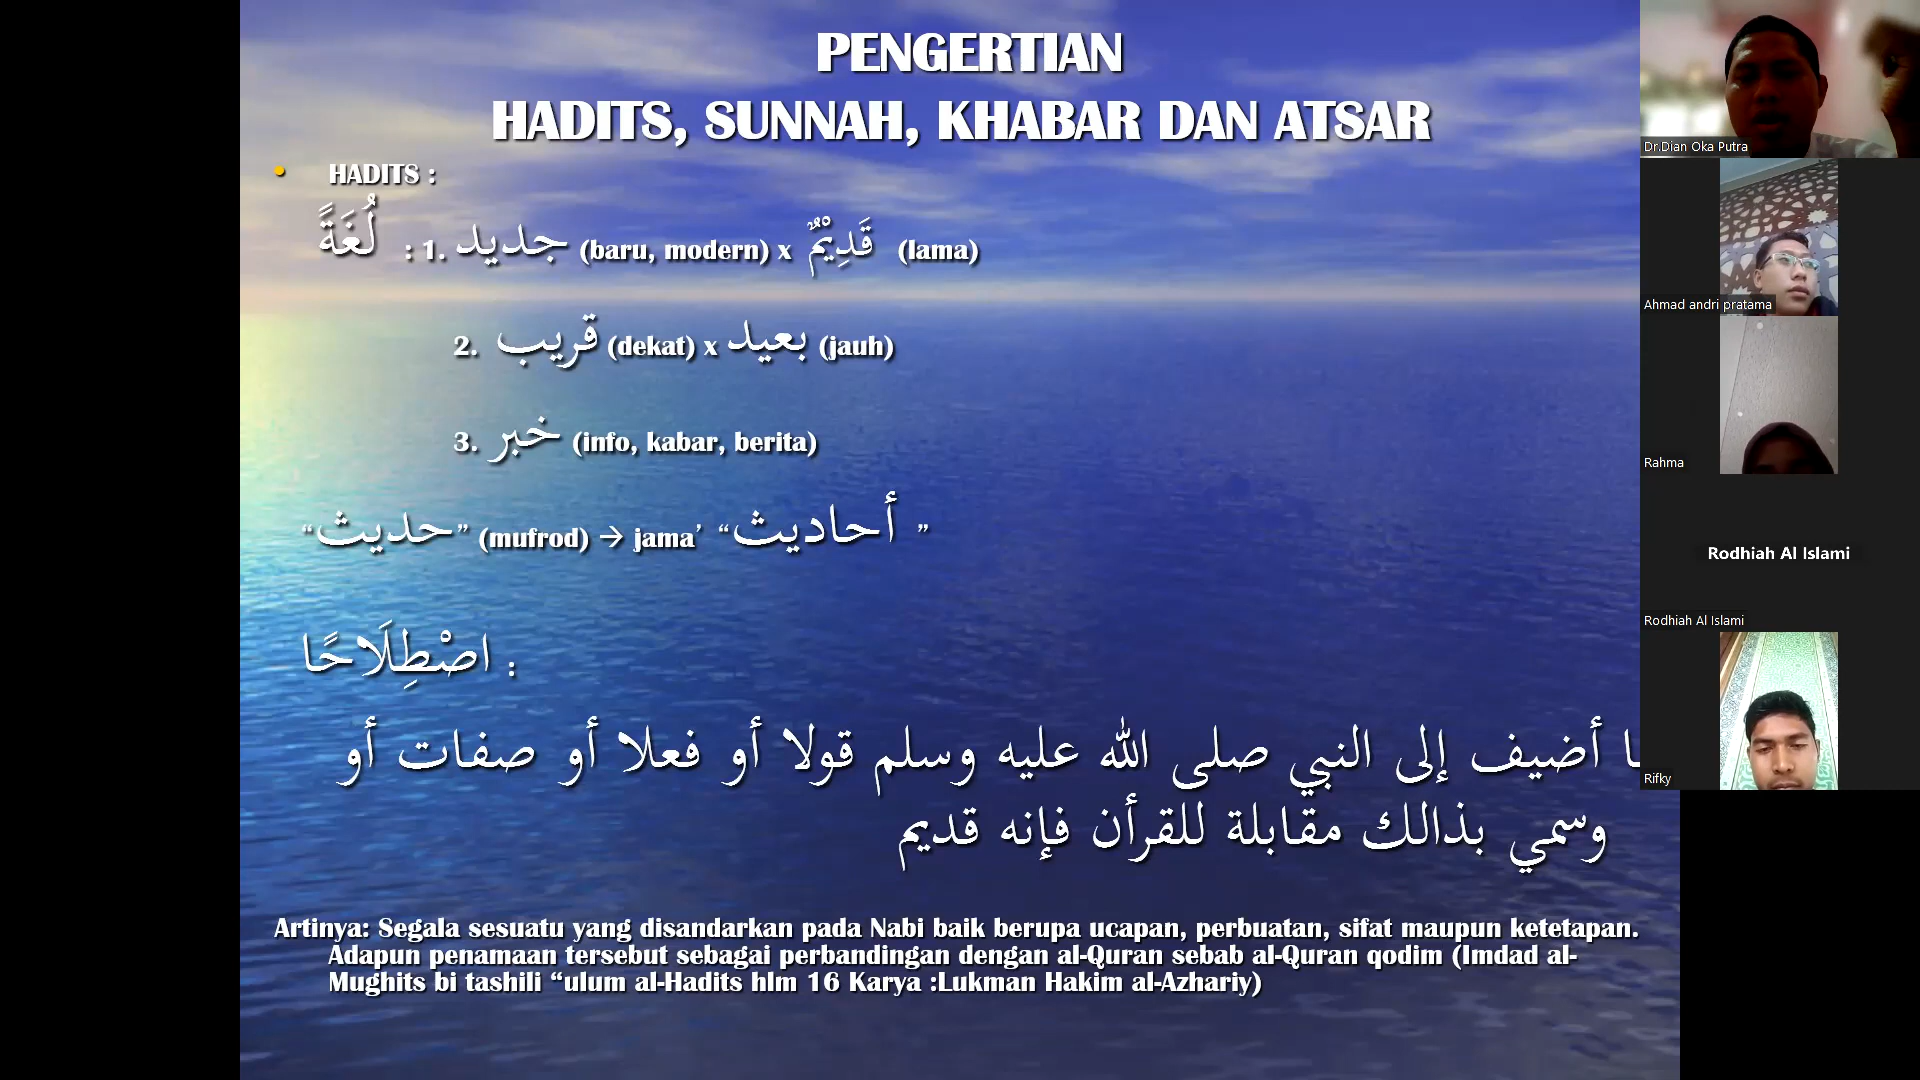 PENGERTIAN
HADITS, SUNNAH, KHABAR DAN ATSAR
• HADITS :
لُغَةً : 1. جديد (baru, modern) x قَدِيْمٌ (lama)
2. قريب (dekat) x بعيد (jauh)
3. خبر (info, kabar, berita)
“حديث” (mufrod) → jama’ “أحاديث ”
اصْطِلَاحًا :
أضيف إلى النبي صلى الله عليه وسلم قولا أو فعلا أو صفات أو
وسمي بذالك مقابلة للقرأن فإنه قديم
Artinya: Segala sesuatu yang disandarkan pada Nabi baik berupa ucapan, perbuatan, sifat maupun ketetapan.
Adapun penamaan tersebut sebagai perbandingan dengan al-Quran sebab al-Quran qodim (Imdad al-
Mughits bi tashili “ulum al-Hadits hlm 16 Karya :Lukman Hakim al-Azhariy)
Dr.Dian Oka Putra
Ahmad andri pratama
Rahma
Rodhiah Al Islami
Rodhiah Al Islami
Rifky